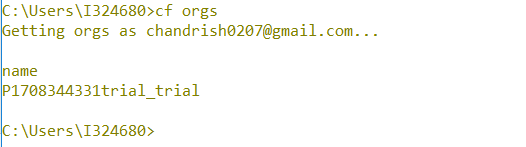 C:\Users\I324680>cf orgs
Getting orgs as chandrish0207@gmail.com...
name
P1708344331trial_trial
C:\Users\I324680>